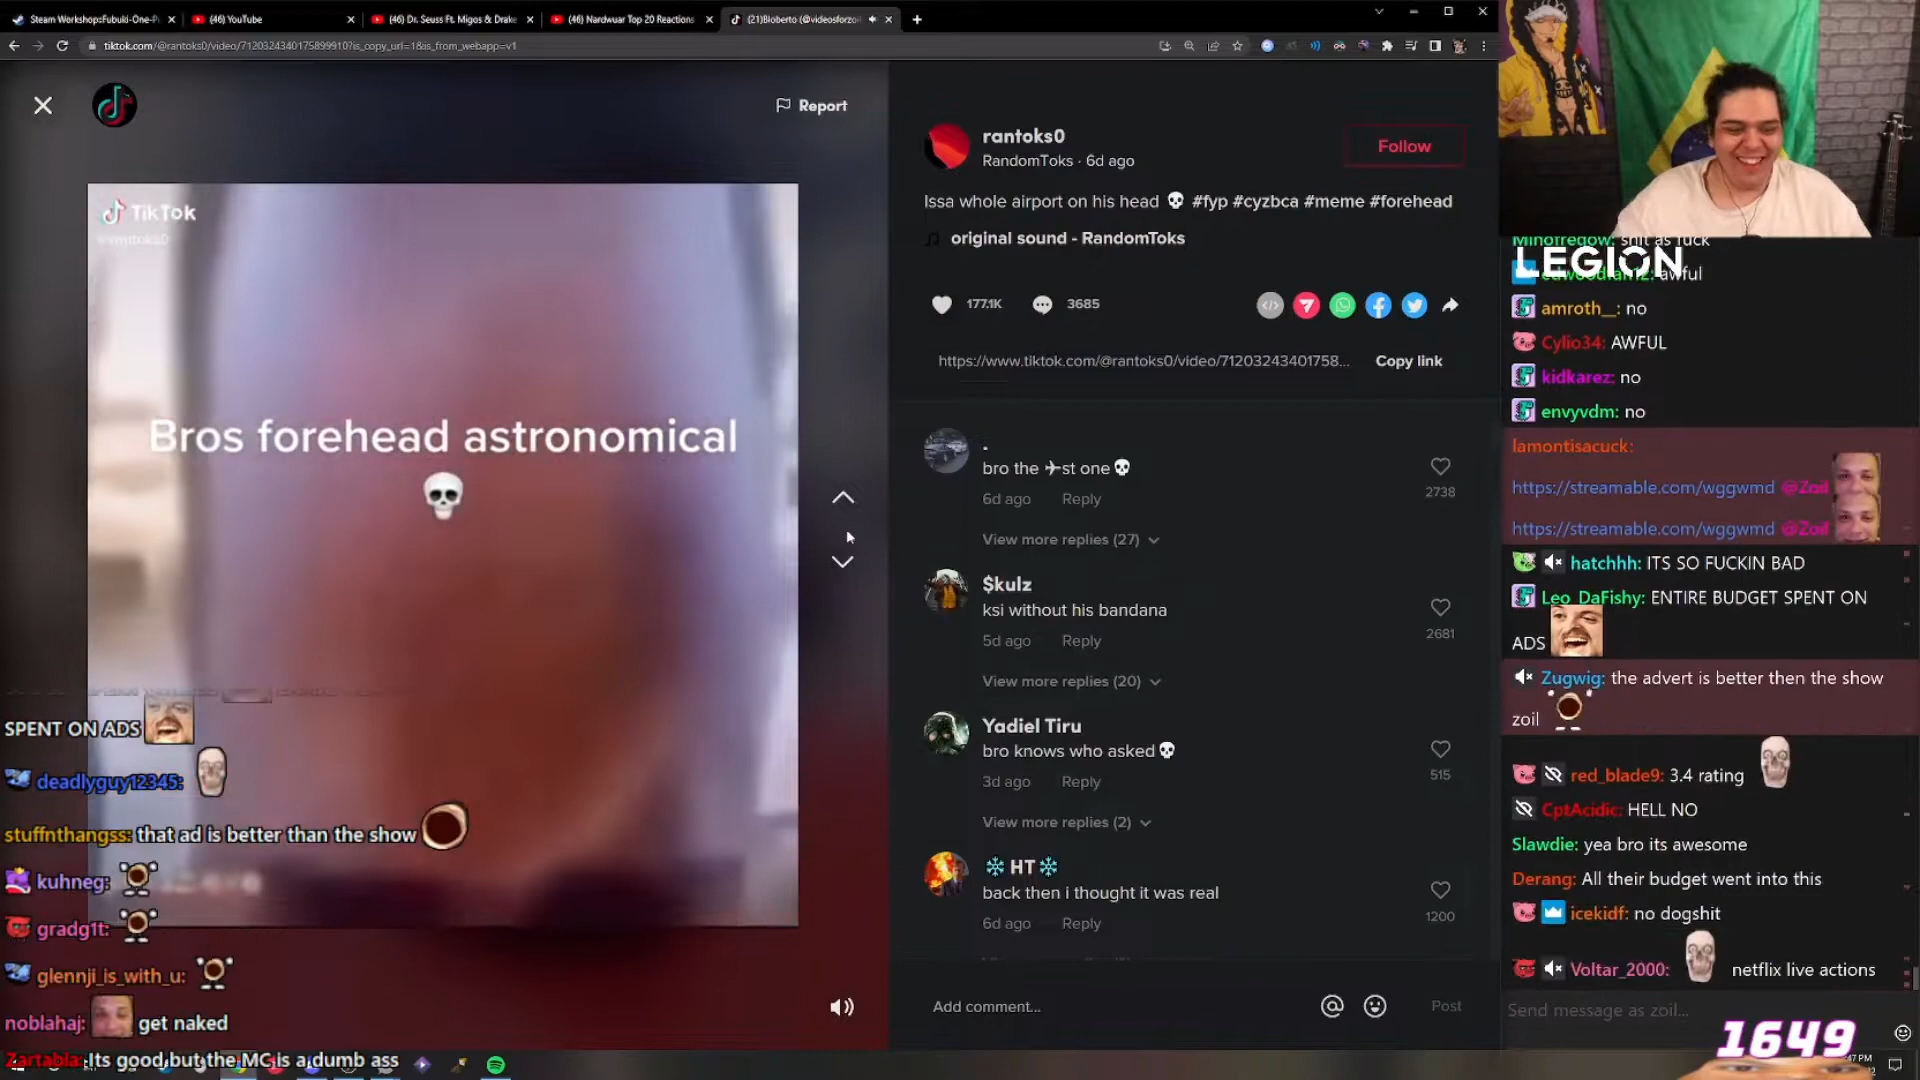 Steam Workshop::Fubuki-One-P
(46) YouTube
(46) Dr. Seuss Ft. Migos & Drake
(46) Nardwuar Top 20 Reactions
(21)Bioberto (@videosforzoi
tiktok.com/@rantoks0/video/7120324340175899910?is_copy_url=1&is_from_webapp=v1
Report
TikTok
Bros forehead astronomical
💀
SPENT ON ADS
deadlyguy12345:
stuffnthangss: that ad is better than the show
kuhneg:
gradg1t:
glennji_is_with_u:
noblahaj: get naked
Zartabla: Its good but the MC is a dumb ass
rantoks0
RandomToks · 6d ago
Follow
Issa whole airport on his head 💀 #fyp #cyzbca #meme #forehead
original sound - RandomToks
177.1K
3685
https://www.tiktok.com/@rantoks0/video/71203243401758...
Copy link
.
bro the ✈st one💀
6d ago Reply
2738
View more replies (27)
$kulz
ksi without his bandana
5d ago Reply
2681
View more replies (20)
Yadiel Tiru
bro knows who asked💀
3d ago Reply
515
View more replies (2)
❄HT❄
back then i thought it was real
6d ago Reply
1200
Add comment...
Post
Minofredow: shit as fuck
LEGION
awful
amroth__: no
Cylio34: AWFUL
kidkarez: no
envyvdm: no
lamontisacuck:
https://streamable.com/wggwmd @Zoil
https://streamable.com/wggwmd @Zoil
hatchhh: ITS SO FUCKIN BAD
Leo_DaFishy: ENTIRE BUDGET SPENT ON
ADS
Zugwig: the advert is better then the show
zoil
red_blade9: 3.4 rating
CptAcidic: HELL NO
Slawdie: yea bro its awesome
Derang: All their budget went into this
icekidf: no dogshit
Voltar_2000: netflix live actions
Send message as zoil...
1649